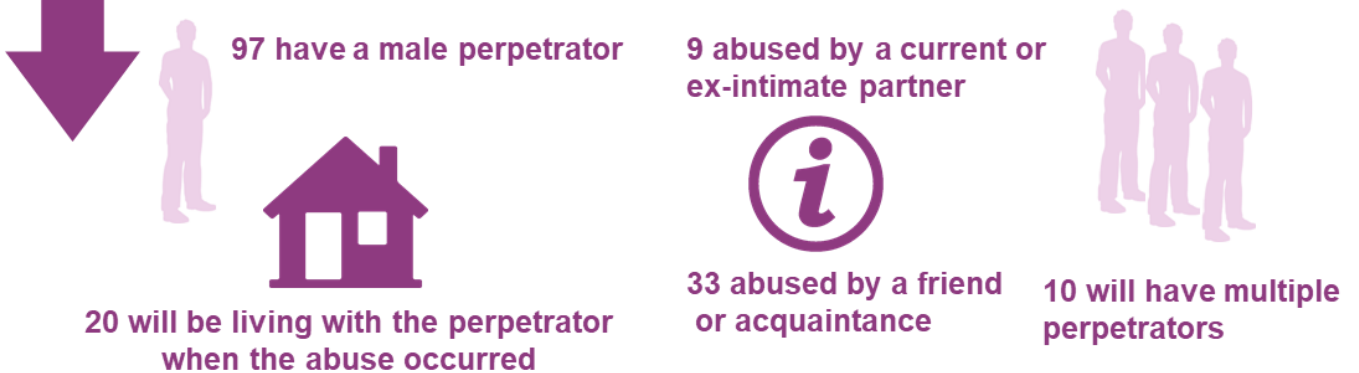 97 have a male perpetrator
9 abused by a current or
ex-intimate partner
20 will be living with the perpetrator
when the abuse occurred
33 abused by a friend
or acquaintance
10 will have multiple
perpetrators